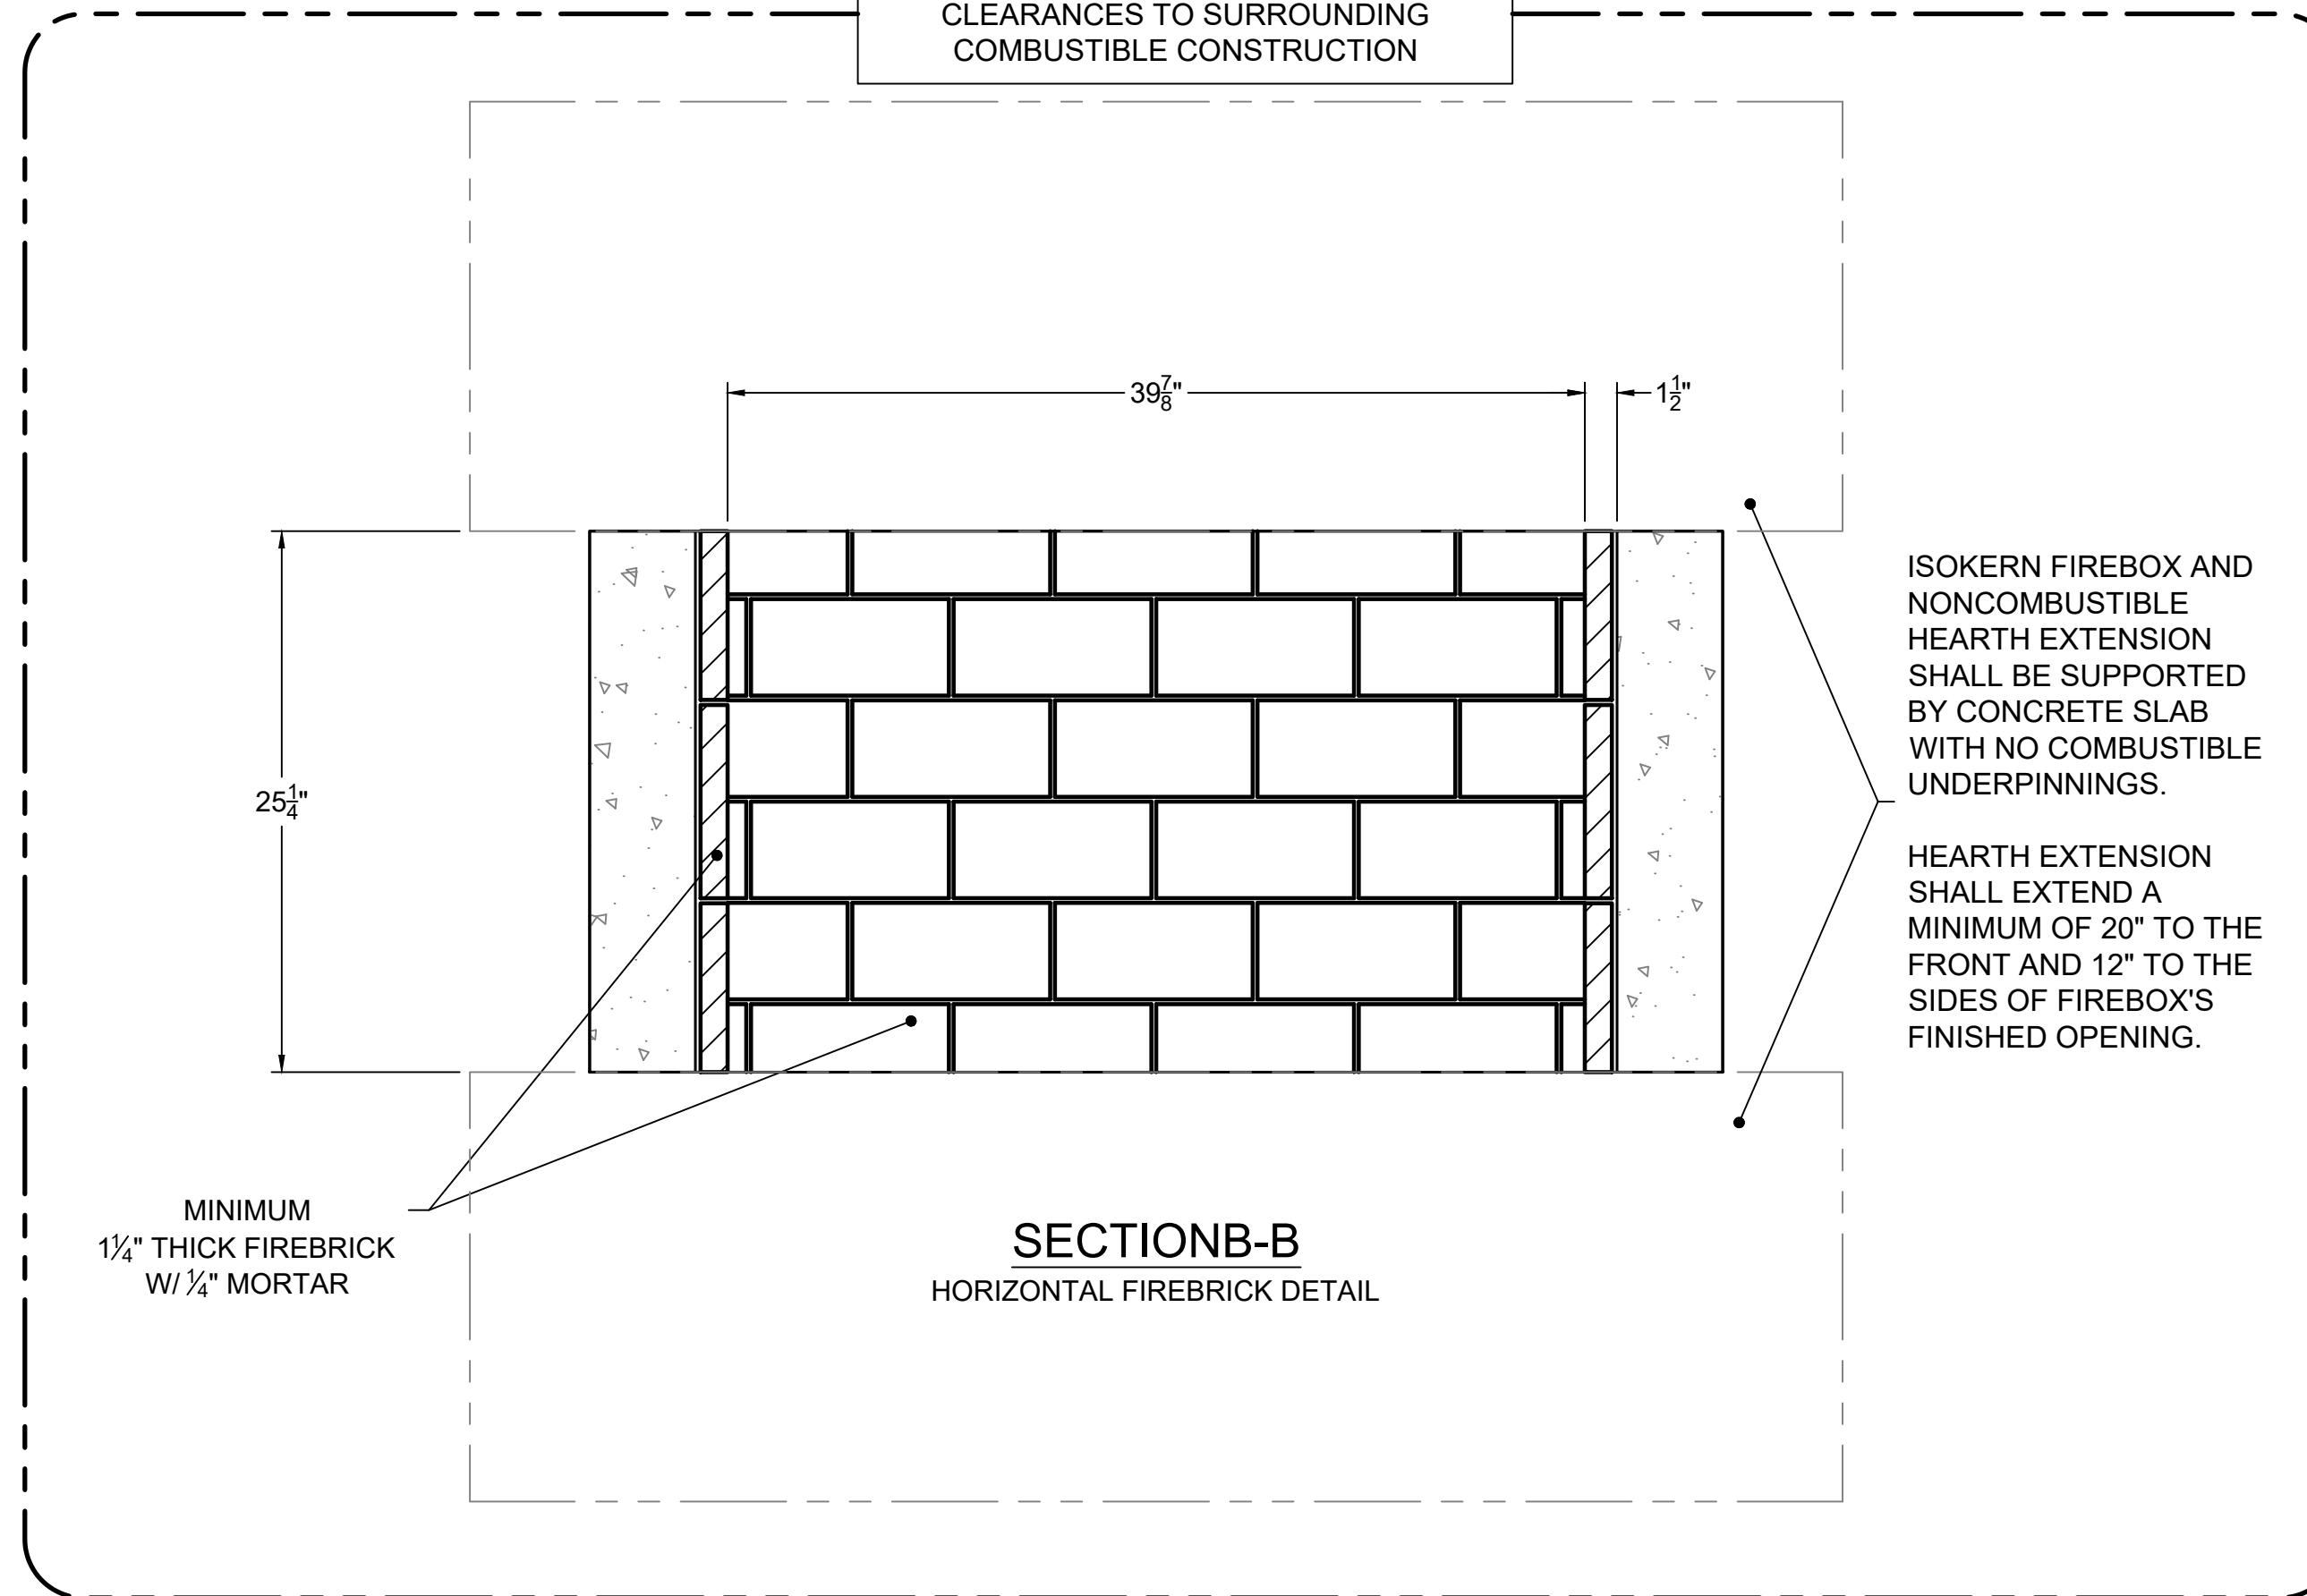 CLEARANCES TO SURROUNDING
COMBUSTIBLE CONSTRUCTION
39⅞"
1½"
25¼"
ISOKERN FIREBOX AND
NONCOMBUSTIBLE
HEARTH EXTENSION
SHALL BE SUPPORTED
BY CONCRETE SLAB
WITH NO COMBUSTIBLE
UNDERPINNINGS.
HEARTH EXTENSION
SHALL EXTEND A
MINIMUM OF 20" TO THE
FRONT AND 12" TO THE
SIDES OF FIREBOX'S
FINISHED OPENING.
MINIMUM
1¼" THICK FIREBRICK
W/ ¼" MORTAR
SECTIONB-B
HORIZONTAL FIREBRICK DETAIL